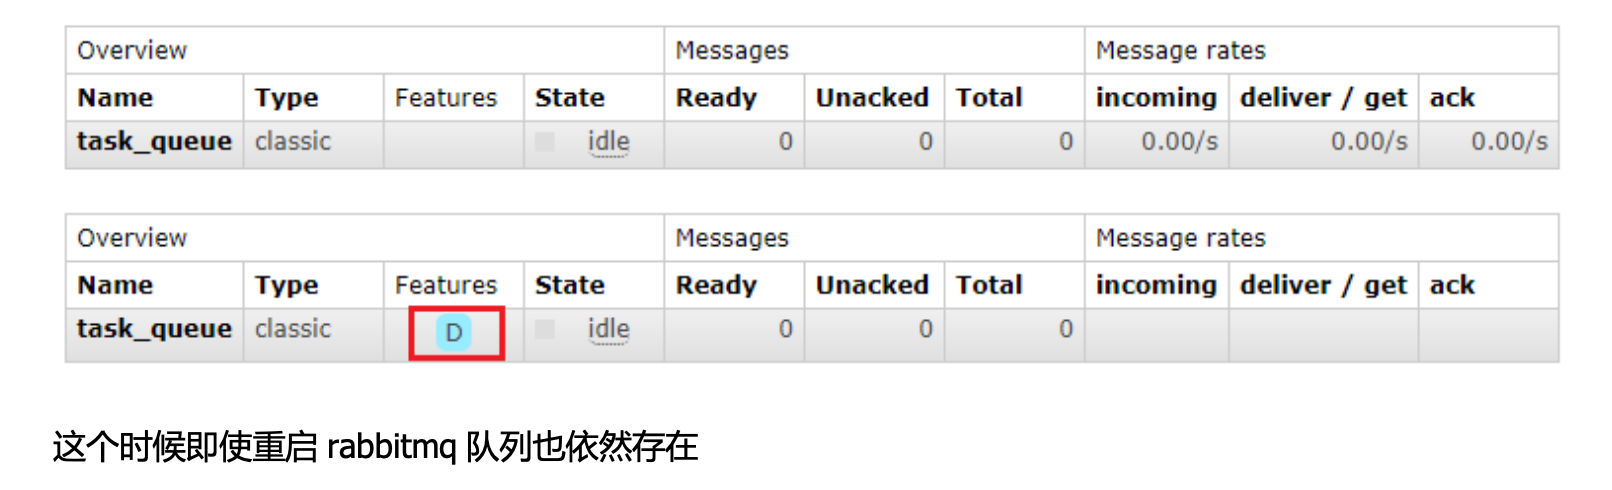 Overview Messages Message rates
Name Type Features State Ready Unacked Total incoming deliver / get ack
task_queue classic idle 0 0 0 0.00/s 0.00/s 0.00/s
Overview Messages Message rates
Name Type Features State Ready Unacked Total incoming deliver / get ack
task_queue classic D idle 0 0 0
这个时候即使重启 rabbitmq 队列也依然存在